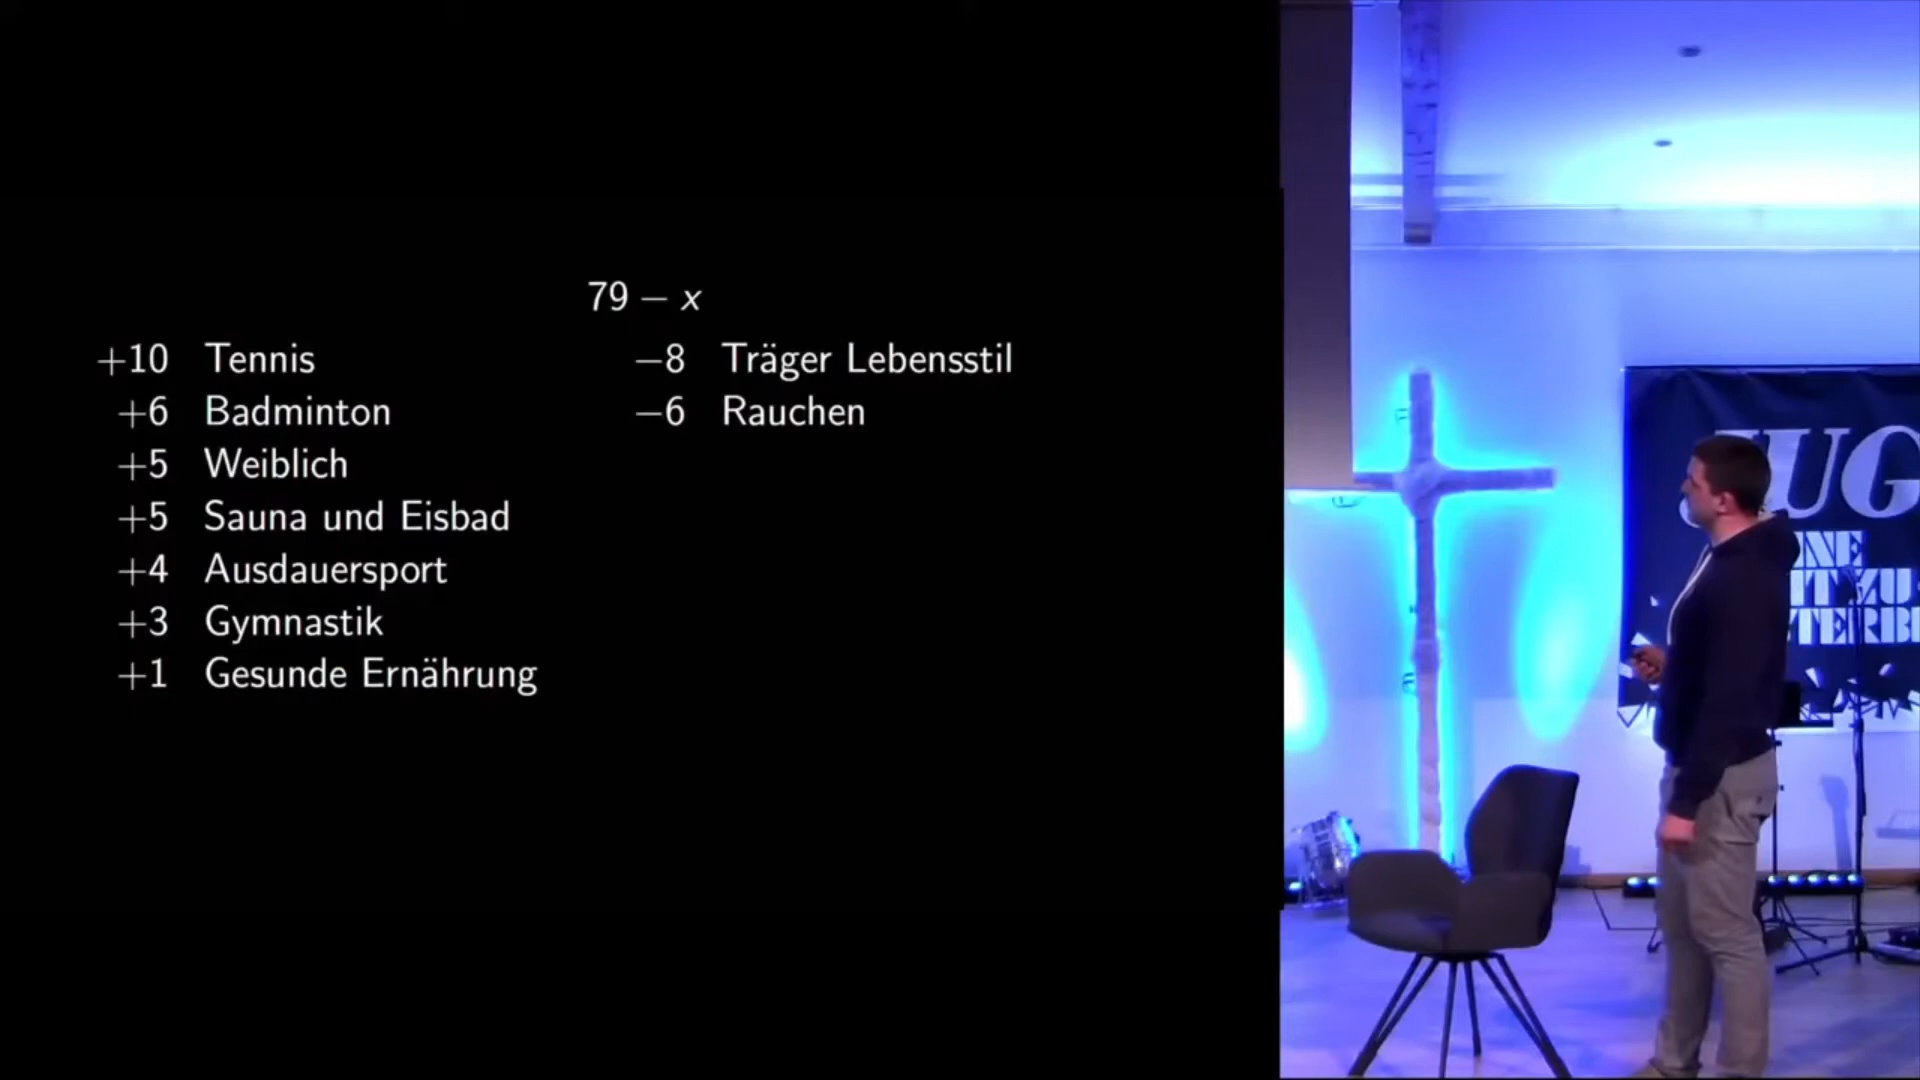 79 − x
+10 Tennis
+6 Badminton
+5 Weiblich
+5 Sauna und Eisbad
+4 Ausdauersport
+3 Gymnastik
+1 Gesunde Ernährung
−8 Träger Lebensstil
−6 Rauchen
JUG